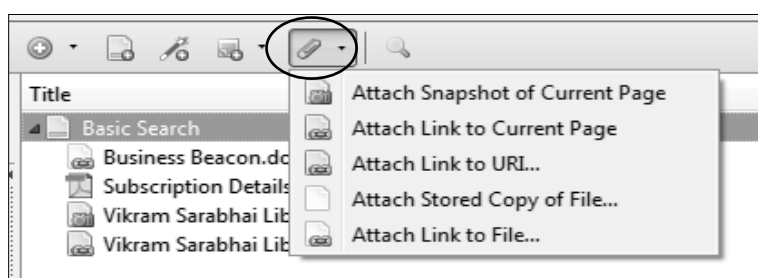 Title
Attach Snapshot of Current Page
Basic Search
Attach Link to Current Page
Business Beacon.do
Attach Link to URI...
Subscription Details
Attach Stored Copy of File...
Vikram Sarabhai Lib
Attach Link to File...
Vikram Sarabhai Lib